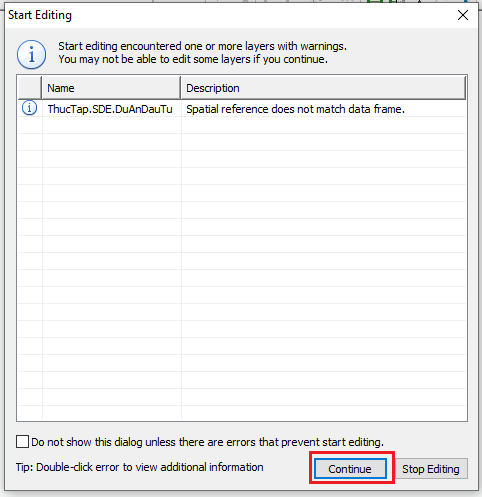 Start Editing
Start editing encountered one or more layers with warnings.
You may not be able to edit some layers if you continue.
Name Description
ThucTap.SDE.DuAnDauTu Spatial reference does not match data frame.
Do not show this dialog unless there are errors that prevent start editing.
Tip: Double-click error to view additional information Continue Stop Editing